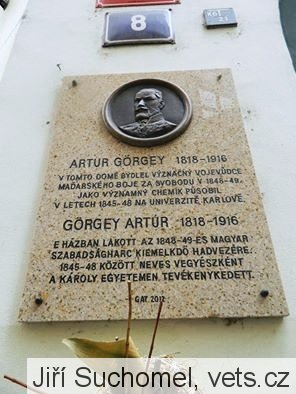 8
ARTUR GÖRGEY 1818-1916
V TOMTO DOMĚ BYDLEL VÝZNAČNÝ VOJEVŮDCE
MAĎARSKÉHO BOJE ZA SVOBODU V 1848-49.
JAKO VÝZNAMNÝ CHEMIK PŮSOBIL
V LETECH 1845-48 NA UNIVERZITĚ KARLOVĚ.
GÖRGEY ARTÚR 1818-1916
E HÁZBAN LAKOTT AZ 1848-49-ES MAGYAR
SZABADSÁGHARC KIEMELKEDŐ HADVEZÉRE.
1845-48 KÖZÖTT NEVES VEGYÉSZKÉNT
A KÁROLY EGYETEMEN TEVÉKENYKEDETT.
GAT 2012
Jiří Suchomel, vets.cz